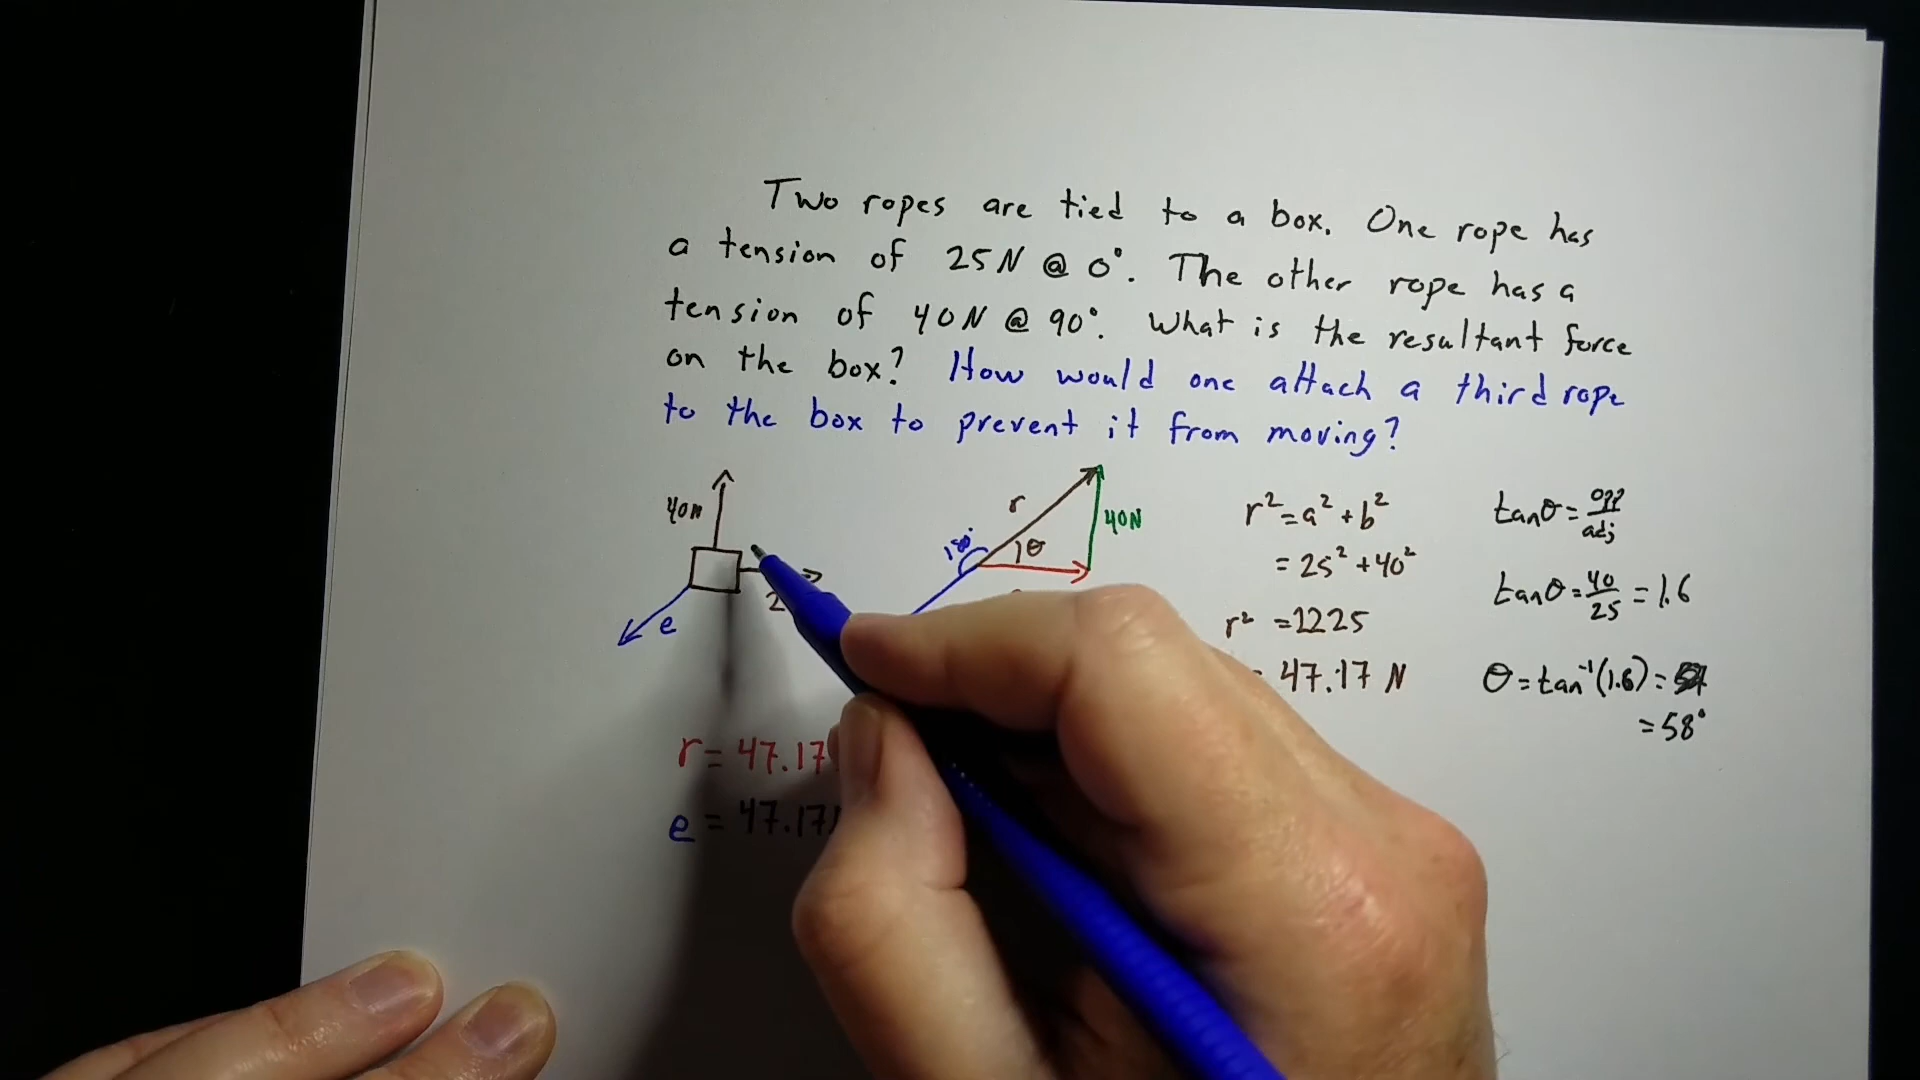 Two ropes are tied to a box. One rope has
a tension of 25N @ 0°. The other rope has a
tension of 40N @ 90°. What is the resultant force
on the box? How would one attach a third rope
to the box to prevent it from moving?
40N
e
r
θ
180°
40N
r² = a² + b²
= 25² + 40²
r² = 1225
47.17 N
tanθ = opp/adj
tanθ = 40/25 = 1.6
θ = tan⁻¹(1.6) =
= 58°
r = 47.17
e = 47.17